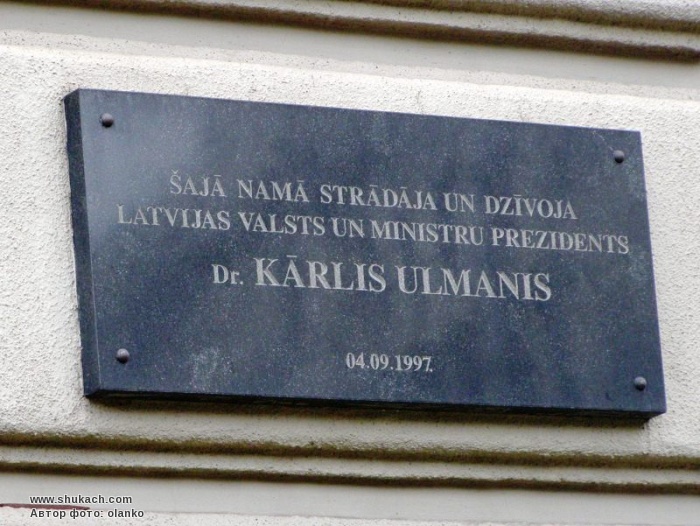 ŠAJĀ NAMĀ STRĀDĀJA UN DZĪVOJA
LATVIJAS VALSTS UN MINISTRU PREZIDENTS
Dr. KĀRLIS ULMANIS
04.09.1997.
www.shukach.com
Автор фото: olanko